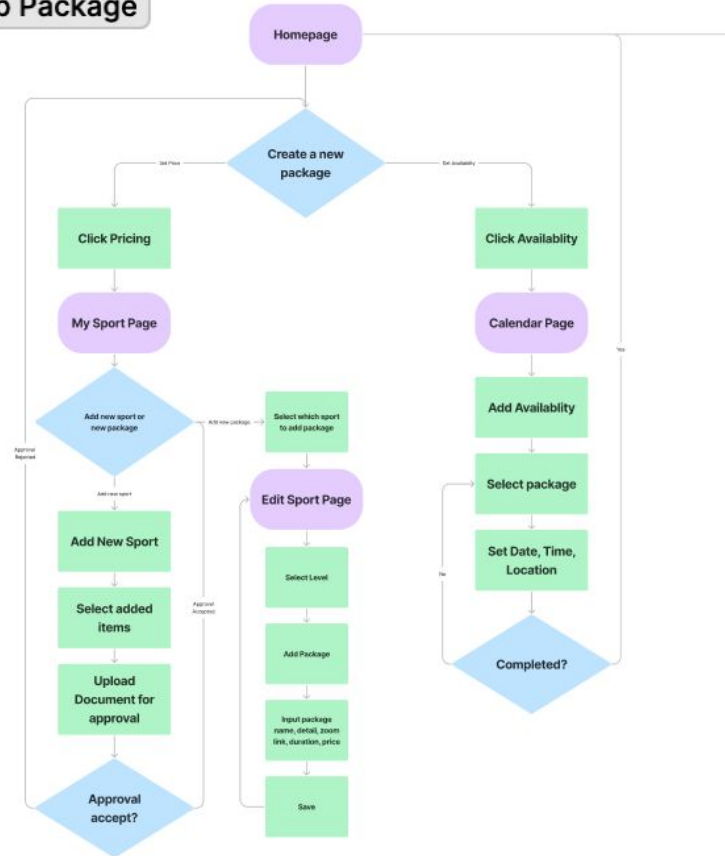 Package
Homepage
Create a new
package
Set Price
Set Availability
Click Pricing
Click Availablity
My Sport Page
Calendar Page
Yes
Add new sport or
new package
Add new package
Select which sport
to add package
Add Availablity
Approval
Rejected
Add new sport
Select package
Edit Sport Page
Add New Sport
Set Date, Time,
Location
No
Select Level
Select added
items
Approval
Accepted
Add Package
Completed?
Upload
Document for
approval
Input package
name, detail, zoom
link, duration, price
Approval
accept?
Save